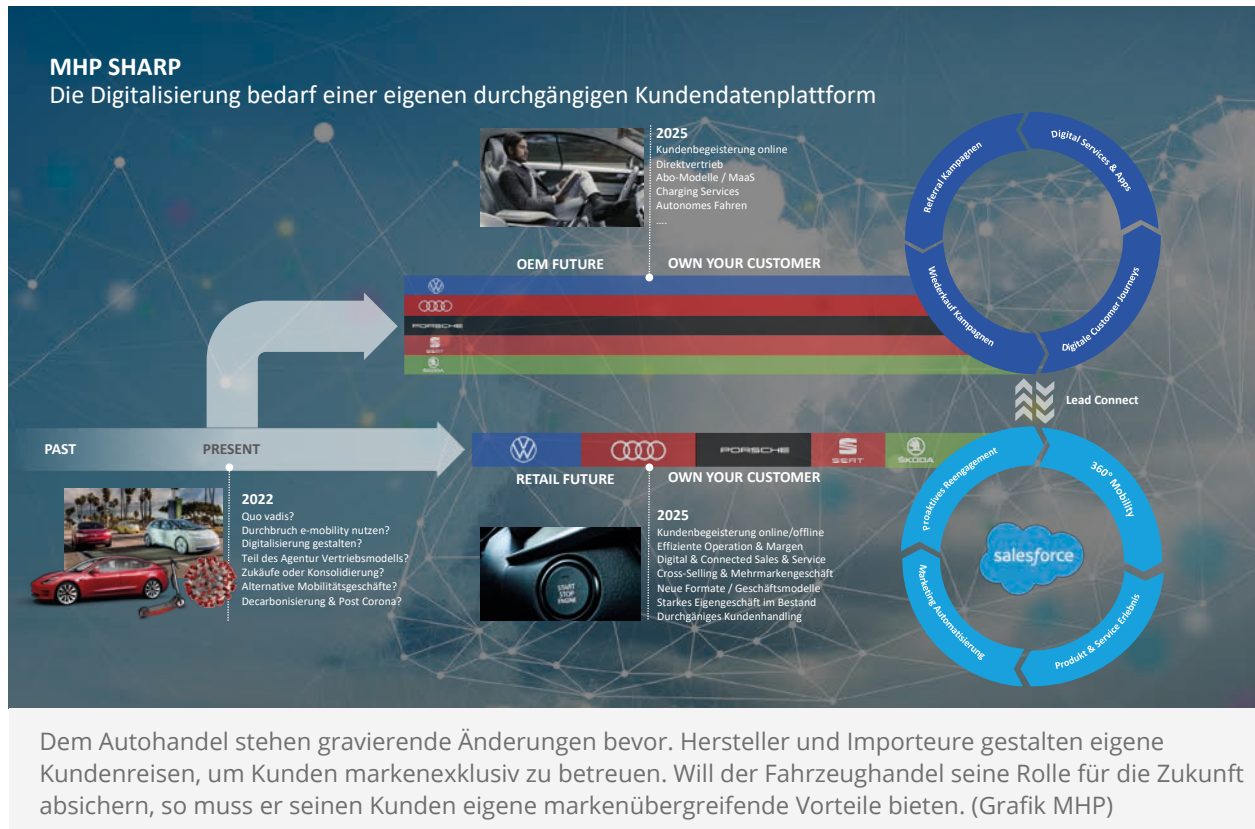 MHP SHARP
Die Digitalisierung bedarf einer eigenen durchgängigen Kundendatenplattform
2025
Kundenbegeisterung online
Direktvertrieb
Abo-Modelle / MaaS
Charging Services
Autonomes Fahren
....
OEM FUTURE
OWN YOUR CUSTOMER
PORSCHE
SEAT
ŠKODA
Referral Kampagnen
Digital Services & Apps
Digitale Customer Journeys
Wiederkauf Kampagnen
Lead Connect
PAST
PRESENT
2022
Quo vadis?
Durchbruch e-mobility nutzen?
Digitalisierung gestalten?
Teil des Agentur Vertriebsmodells?
Zukäufe oder Konsolidierung?
Alternative Mobilitätsgeschäfte?
Decarbonisierung & Post Corona?
PORSCHE
SEAT
ŠKODA
RETAIL FUTURE
OWN YOUR CUSTOMER
START
STOP
ENGINE
2025
Kundenbegeisterung online/offline
Effiziente Operation & Margen
Digital & Connected Sales & Service
Cross-Selling & Mehrmarkengeschäft
Neue Formate / Geschäftsmodelle
Starkes Eigengeschäft im Bestand
Durchgäniges Kundenhandling
Proaktives Reengagement
360° Mobility
Produkt & Service Erlebnis
Marketing Automatisierung
salesforce
Dem Autohandel stehen gravierende Änderungen bevor. Hersteller und Importeure gestalten eigene
Kundenreisen, um Kunden markenexklusiv zu betreuen. Will der Fahrzeughandel seine Rolle für die Zukunft
absichern, so muss er seinen Kunden eigene markenübergreifende Vorteile bieten. (Grafik MHP)